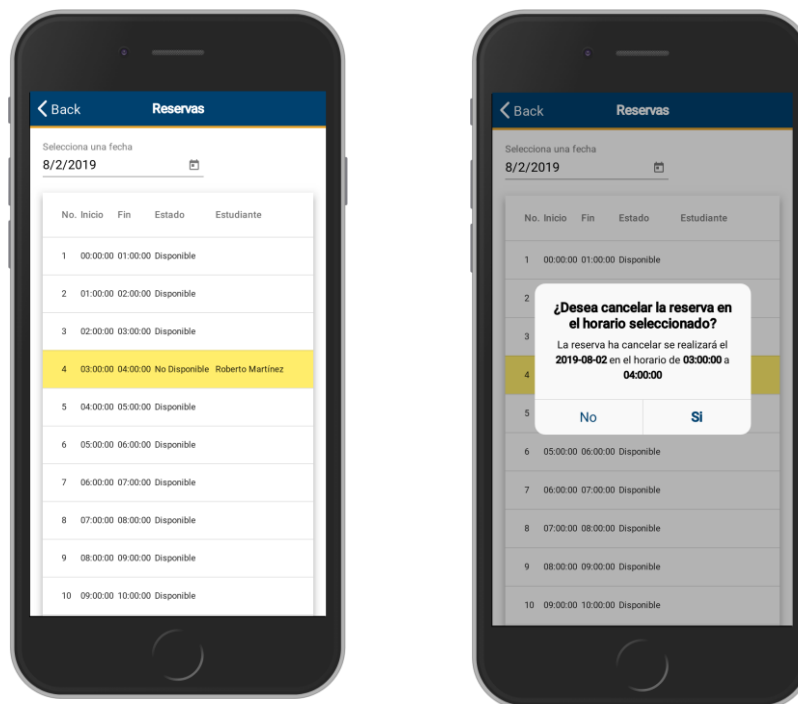 Back Reservas
Selecciona una fecha
8/2/2019
No. Inicio Fin Estado Estudiante
1 00:00:00 01:00:00 Disponible
2 01:00:00 02:00:00 Disponible
3 02:00:00 03:00:00 Disponible
4 03:00:00 04:00:00 No Disponible Roberto Martínez
5 04:00:00 05:00:00 Disponible
6 05:00:00 06:00:00 Disponible
7 06:00:00 07:00:00 Disponible
8 07:00:00 08:00:00 Disponible
9 08:00:00 09:00:00 Disponible
10 09:00:00 10:00:00 Disponible
Back Reservas
Selecciona una fecha
8/2/2019
No. Inicio Fin Estado Estudiante
1 00:00:00 01:00:00 Disponible
2
¿Desea cancelar la reserva en
el horario seleccionado?
3
La reserva ha cancelar se realizará el
2019-08-02 en el horario de 03:00:00 a
4
04:00:00
5
No Si
6 05:00:00 06:00:00 Disponible
7 06:00:00 07:00:00 Disponible
8 07:00:00 08:00:00 Disponible
9 08:00:00 09:00:00 Disponible
10 09:00:00 10:00:00 Disponible